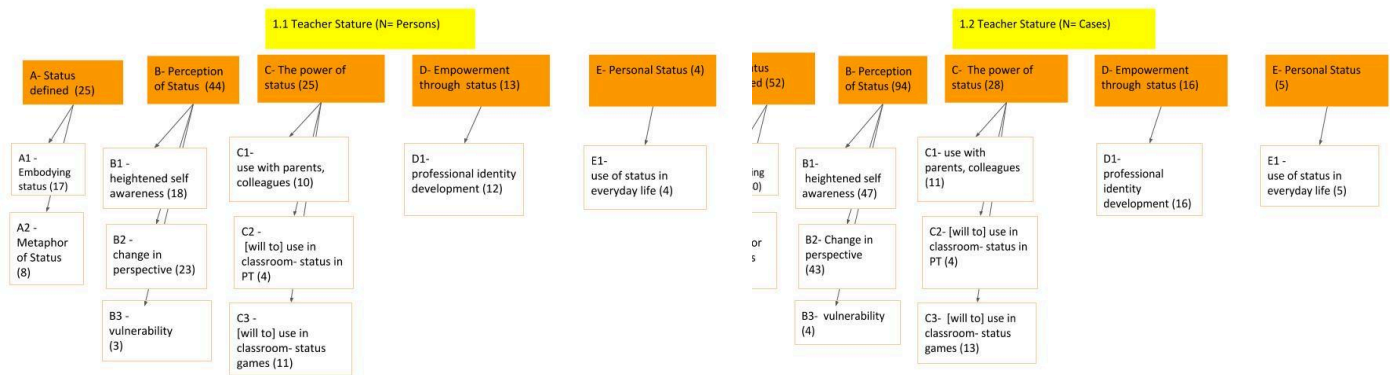 1.1 Teacher Stature (N= Persons)
A- Status
defined (25)
B- Perception
of Status (44)
C- The power of
status (25)
D- Empowerment
through status (13)
E- Personal Status (4)
A1 -
Embodying
status (17)
A2 -
Metaphor
of Status
(8)
B1 -
heightened self
awareness (18)
B2 -
change in
perspective (23)
B3 -
vulnerability
(3)
C1-
use with
parents, colleagues (10)
C2 -
[will to] use in
classroom- status in
PT (4)
C3 -
[will to] use in
classroom- status
games (11)
D1-
professional identity
development (12)
E1-
use of status in
everyday life (4)
1.2 Teacher Stature (N= Cases)
(52)
B- Perception
of Status (94)
C- The power of
status (28)
D- Empowerment
through status (16)
E- Personal Status
(5)
B1-
heightened self
awareness (47)
B2- Change in
perspective
(43)
B3- vulnerability
(4)
C1- use with
parents, colleagues
(11)
C2- [will to] use in
classroom- status in
PT (4)
C3- [will to] use in
classroom- status
games (13)
D1-
professional
identity
development (16)
E1 -
use of status in
everyday life (5)